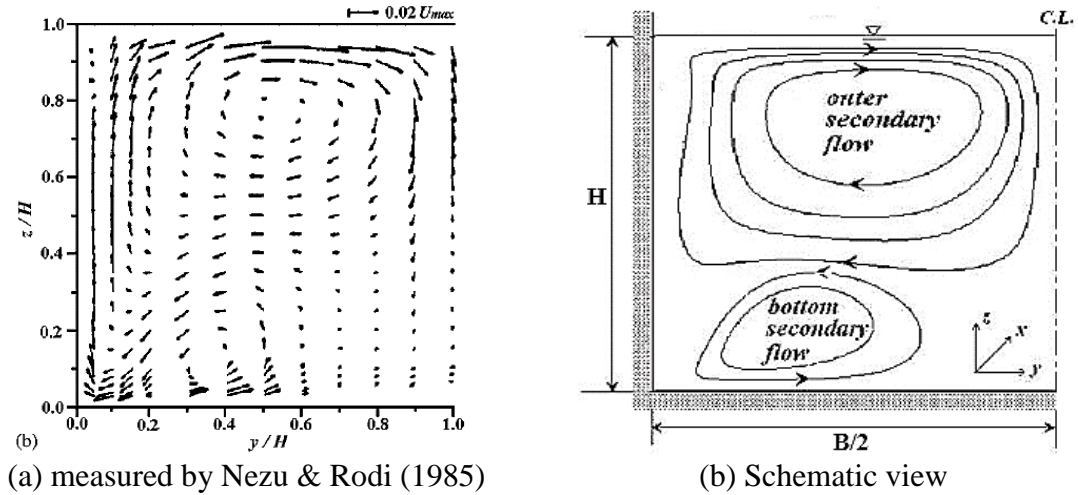 0.02 Umax
1.0
0.8
0.6
0.4
0.2
0.0
z/H
0.0
0.2
0.4
0.6
0.8
1.0
y/H
(b)
(a) measured by Nezu & Rodi (1985)
C.L.
H
outer
secondary
flow
bottom
secondary
flow
z
x
y
B/2
(b) Schematic view